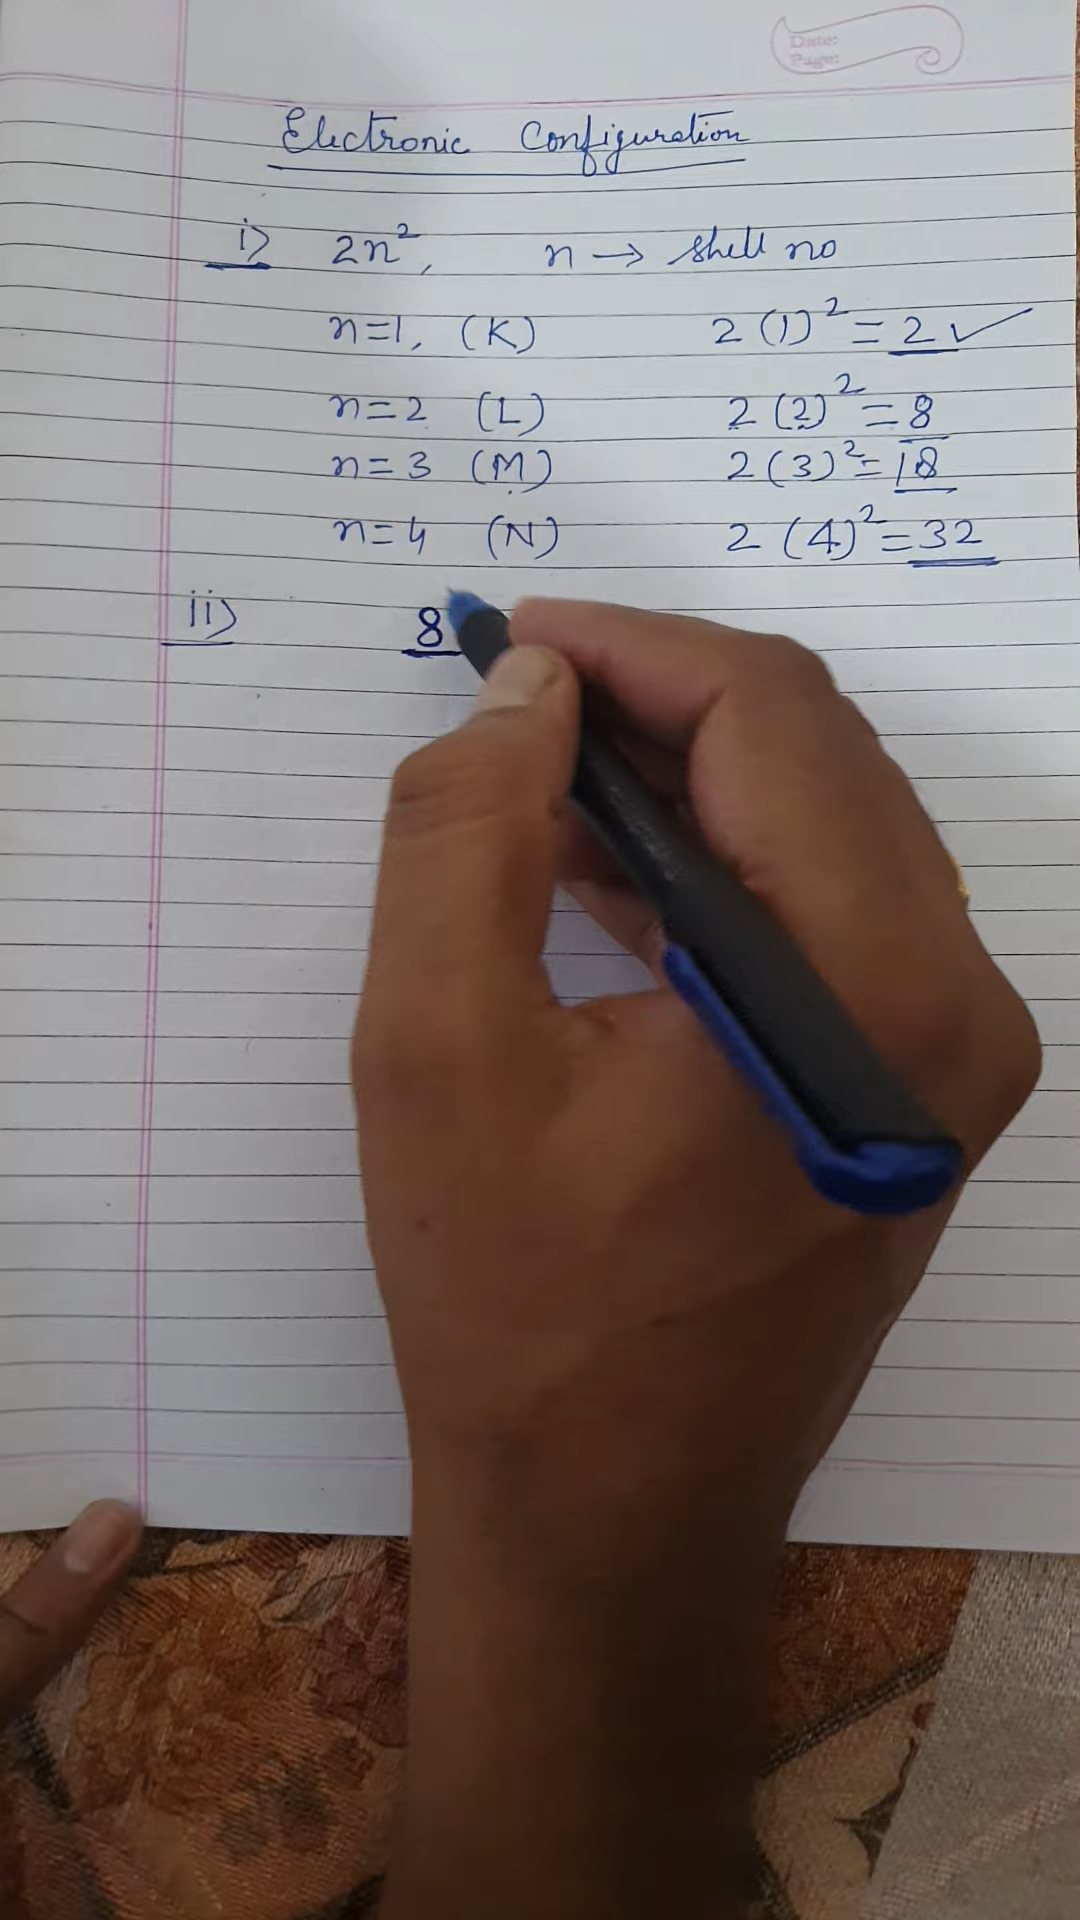 Date:
Page:
Electronic Configuration
i) 2n², n → shell no
n=1, (K) 2 (1)² = 2 ✓
n=2 (L) 2 (2)² = 8
n=3 (M) 2 (3)² = 18
n=4 (N) 2 (4)² = 32
ii) 8